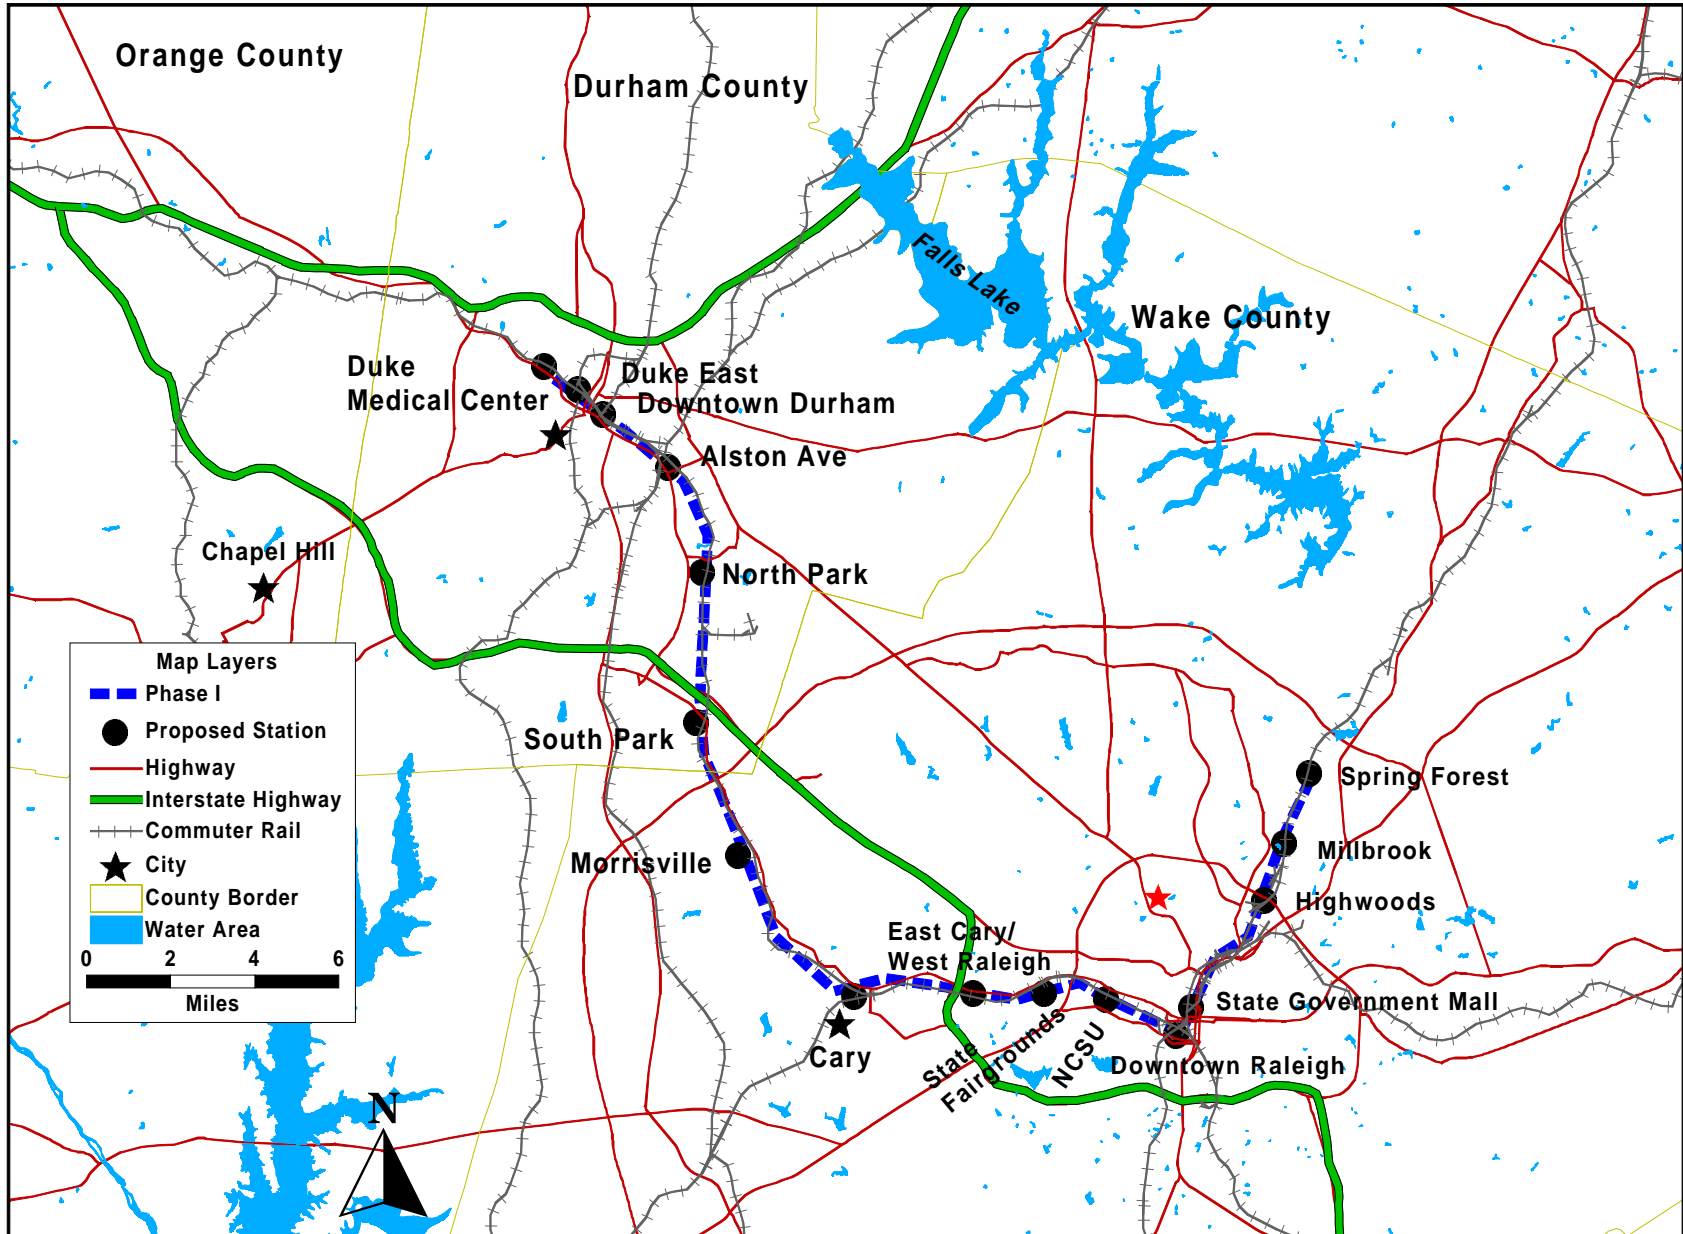 Orange County
Durham County
Falls Lake
Wake County
Duke
Medical Center
Duke East
Downtown Durham
Alston Ave
Chapel Hill
North Park
South Park
Morrisville
Spring Forest
Millbrook
Highwoods
East Cary/
West Raleigh
State Government Mall
Cary
State
Fairgrounds
NCSU
Downtown Raleigh
Map Layers
Phase I
Proposed Station
Highway
Interstate Highway
Commuter Rail
City
County Border
Water Area
0 2 4 6
Miles
N